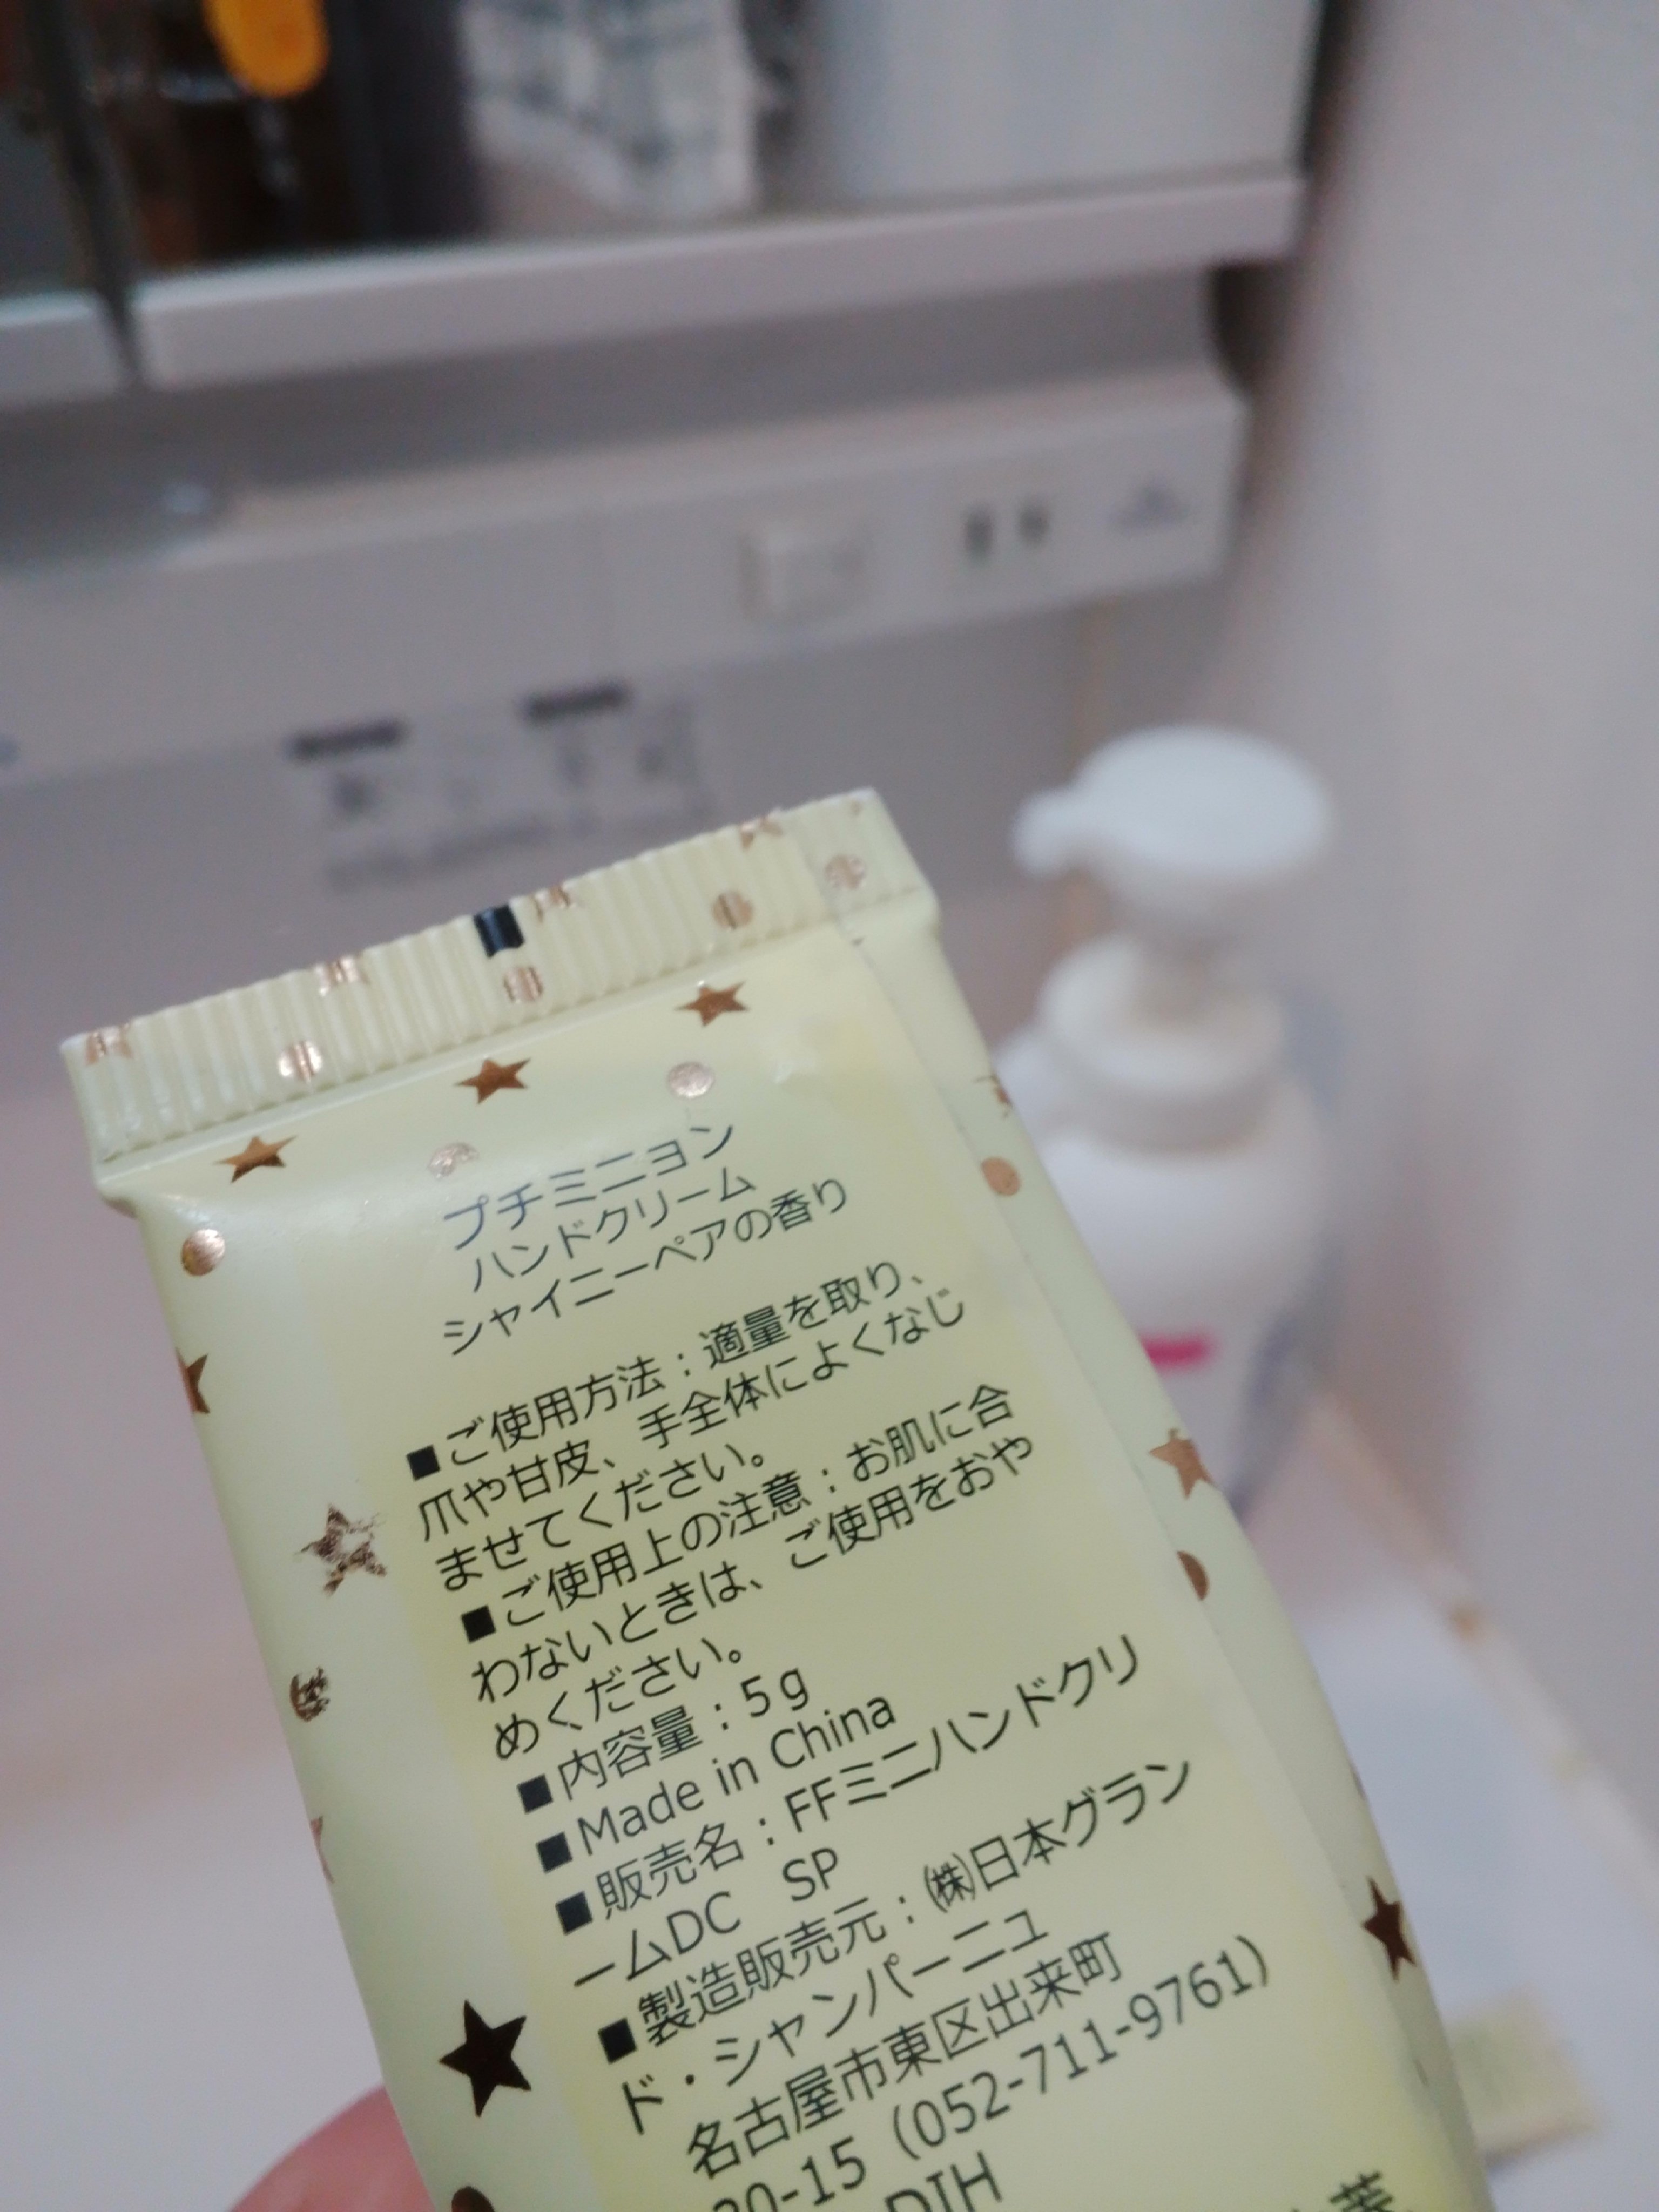 プチミニヨン
ハンドクリーム
シャイニーペアの香り
■ご使用方法：適量を取り、
爪や甘皮、手全体によくなじ
ませてください。
■ご使用上の注意：お肌に合
わないときは、ご使用をおや
めください。
■内容量：5g
■Made in China
■販売名：FFミニハンドクリ
ームDC SP
■製造販売元：㈱日本グラン
ド・シャンパーニュ
名古屋市東区出来町
20-15（052-711-9761）
DIH